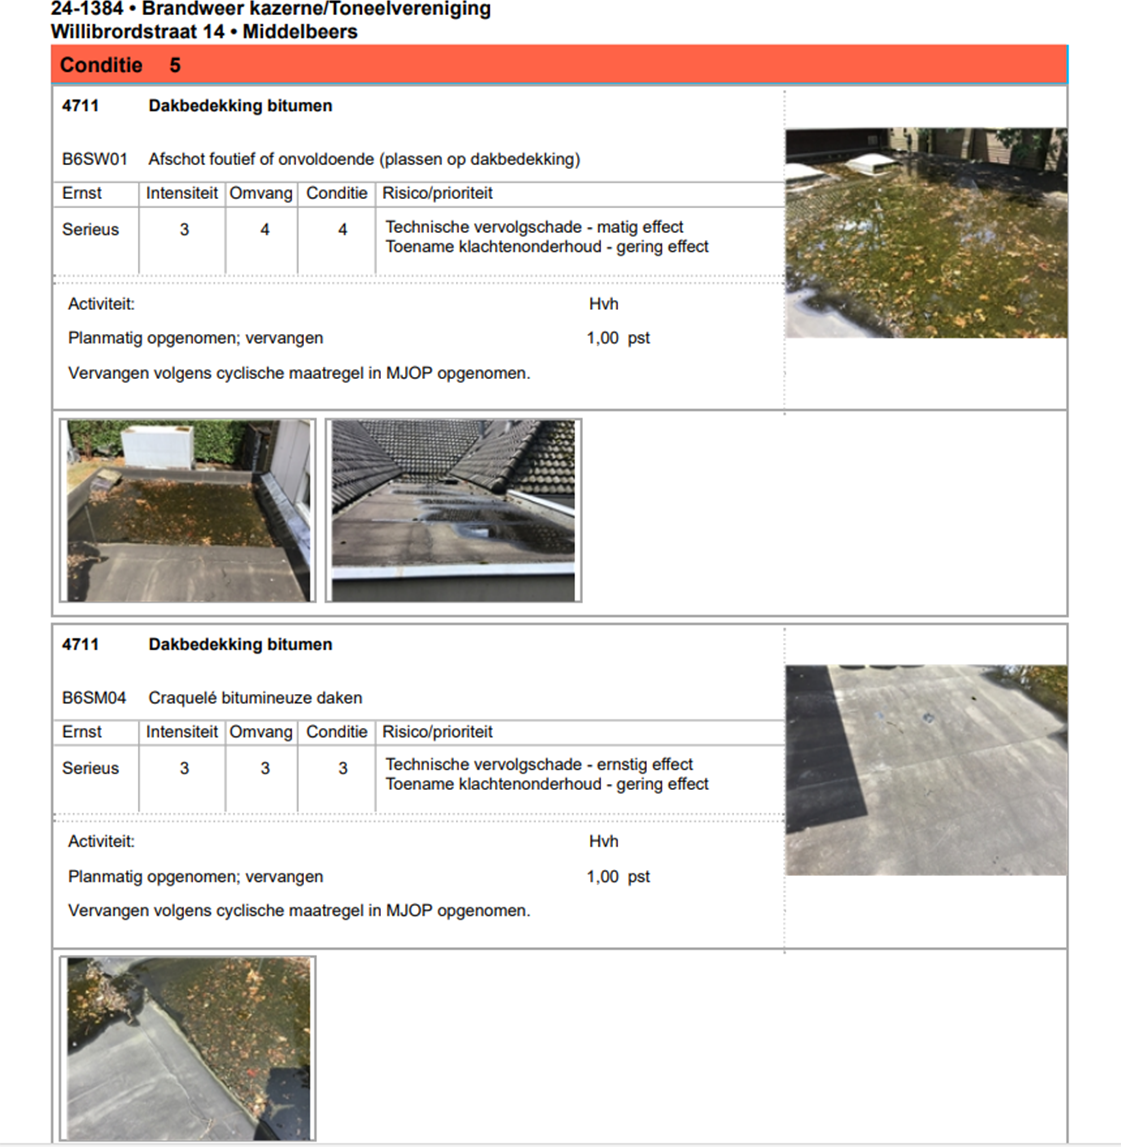 24-1384 • Brandweer kazerne/Toneelvereniging
Willibrordstraat 14 • Middelbeers
Conditie 5
4711 Dakbedekking bitumen
B6SW01 Afschot foutief of onvoldoende (plassen op dakbedekking)
Ernst Intensiteit Omvang Conditie Risico/prioriteit
Serieus 3 4 4 Technische vervolgschade - matig effect
Toename klachtenonderhoud - gering effect
Activiteit: Hvh
Planmatig opgenomen; vervangen 1,00 pst
Vervangen volgens cyclische maatregel in MJOP opgenomen.
4711 Dakbedekking bitumen
B6SM04 Craquelé bitumineuze daken
Ernst Intensiteit Omvang Conditie Risico/prioriteit
Serieus 3 3 3 Technische vervolgschade - ernstig effect
Toename klachtenonderhoud - gering effect
Activiteit: Hvh
Planmatig opgenomen; vervangen 1,00 pst
Vervangen volgens cyclische maatregel in MJOP opgenomen.